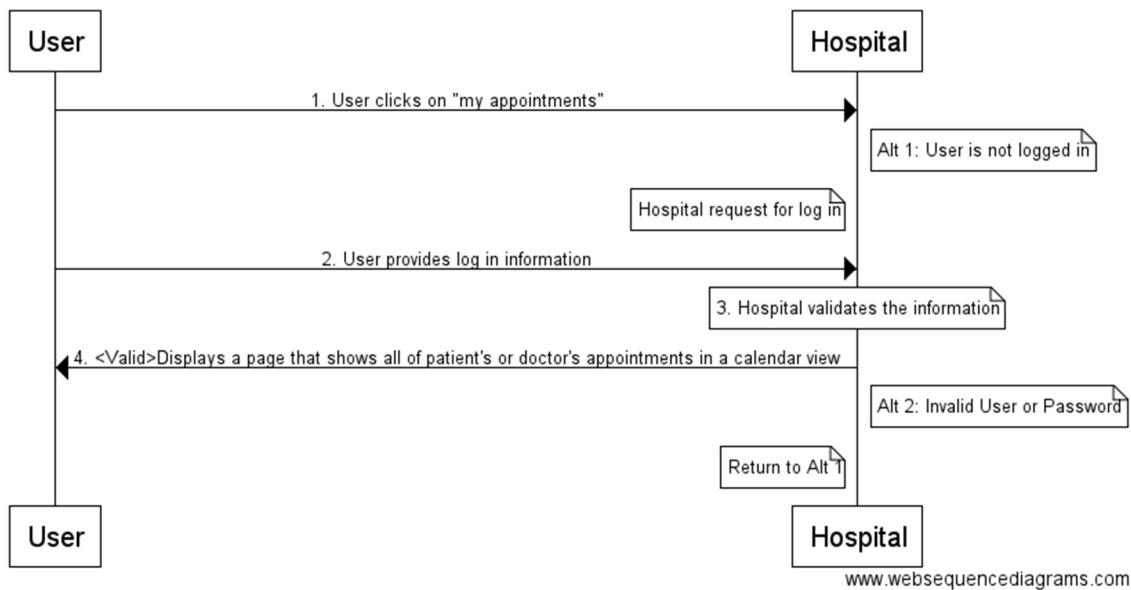 User Hospital
1. User clicks on "my appointments"
Alt 1: User is not logged in
Hospital request for log in
2. User provides log in information
3. Hospital validates the information
4. <Valid>Displays a page that shows all of patient's or doctor's appointments in a calendar view
Alt 2: Invalid User or Password
Return to Alt 1
User Hospital
www.websequencediagrams.com